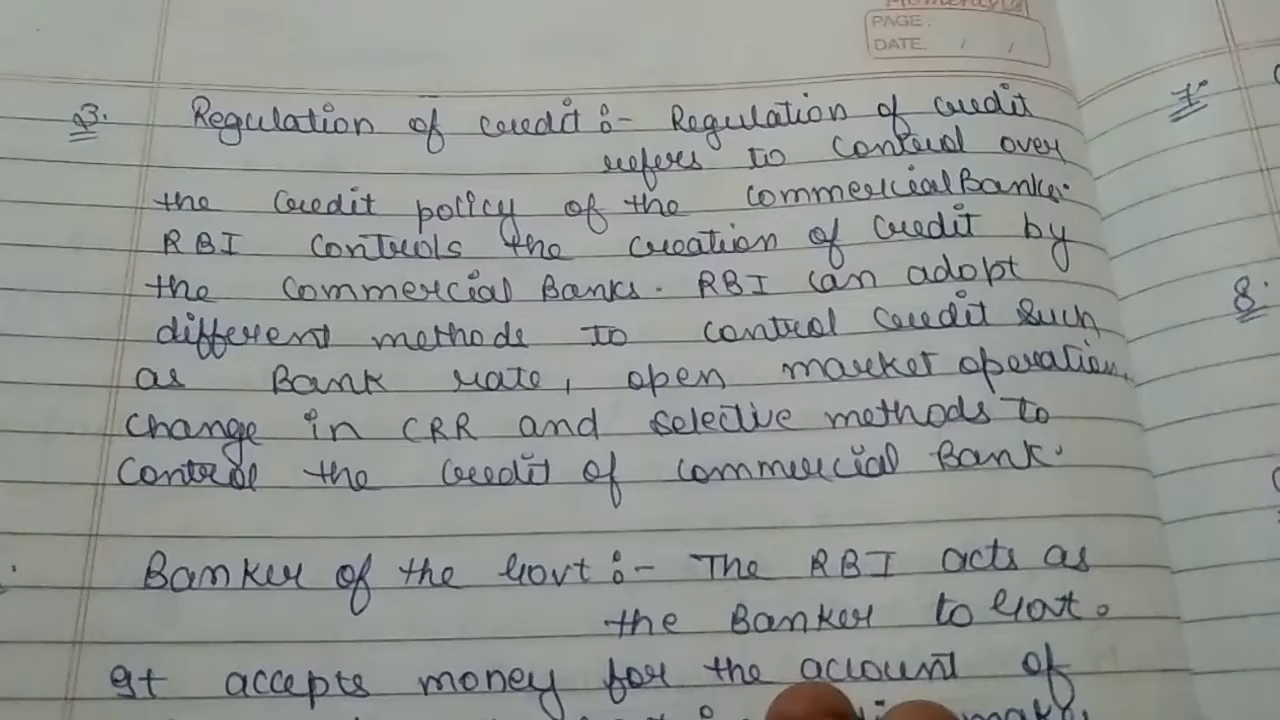 PAGE:
DATE: / /
3. Regulation of credit :- Regulation of credit
refers to control over
the credit policy of the commercial Banks.
RBI controls the creation of credit by
the commercial Banks. RBI can adopt
different methods to control credit such
as Bank rate, open market operation,
change in CRR and selective methods to
control the credit of commercial Bank.
Banker of the Govt :- The RBI acts as
the Banker to Govt.
It accepts money for the account of
7.
8.